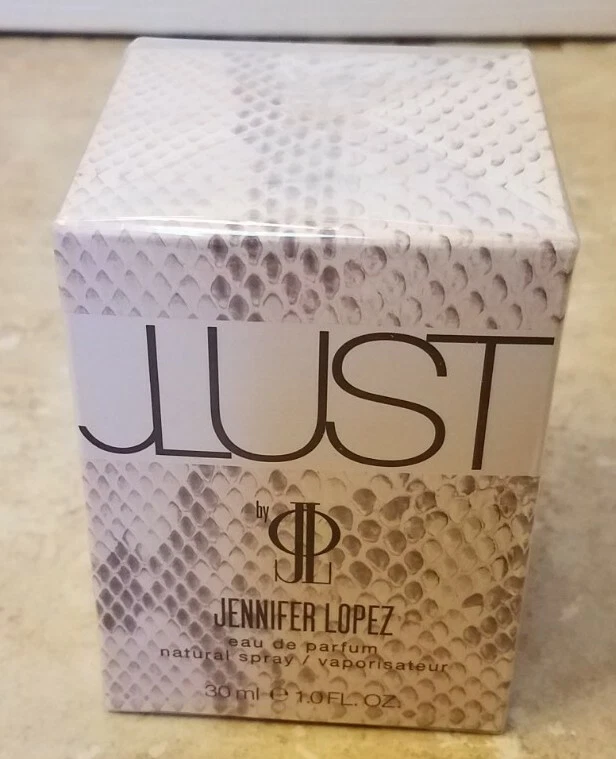 JLUST
by
JL
JENNIFER LOPEZ
eau de parfum
natural spray / vaporisateur
30 ml ℮ 1.0 FL. OZ.